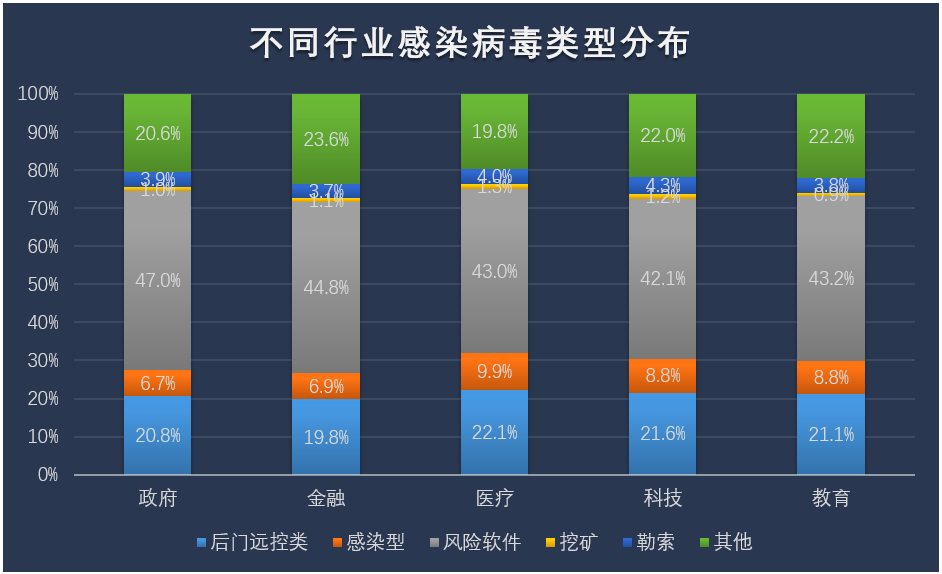 不同行业感染病毒类型分布
100%
90%
80%
70%
60%
50%
40%
30%
20%
10%
0%
20.6% 23.6% 19.8% 22.0% 22.2%
3.9% 3.7% 4.0% 4.3% 3.8%
1.0% 1.1% 1.3% 1.2% 0.9%
47.0% 44.8% 43.0% 42.1% 43.2%
6.7% 6.9% 9.9% 8.8% 8.8%
20.8% 19.8% 22.1% 21.6% 21.1%
政府 金融 医疗 科技 教育
后门远控类 感染型 风险软件 挖矿 勒索 其他